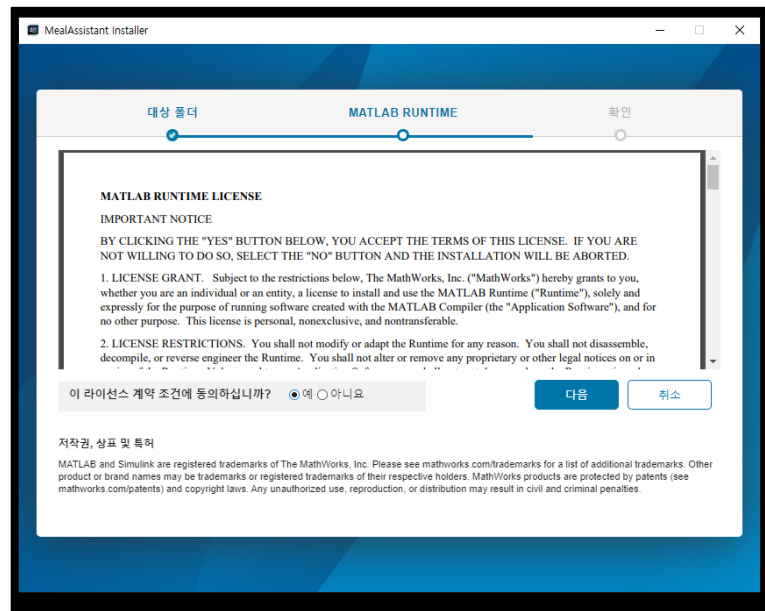 MealAssistant Installer
대상 폴더
MATLAB RUNTIME
확인
MATLAB RUNTIME LICENSE
IMPORTANT NOTICE
BY CLICKING THE "YES" BUTTON BELOW, YOU ACCEPT THE TERMS OF THIS LICENSE. IF YOU ARE
NOT WILLING TO DO SO, SELECT THE "NO" BUTTON AND THE INSTALLATION WILL BE ABORTED.
1. LICENSE GRANT. Subject to the restrictions below, The MathWorks, Inc. ("MathWorks") hereby grants to you,
whether you are an individual or an entity, a license to install and use the MATLAB Runtime ("Runtime"), solely and
expressly for the purpose of running software created with the MATLAB Compiler (the "Application Software"), and for
no other purpose. This license is personal, nonexclusive, and nontransferable.
2. LICENSE RESTRICTIONS. You shall not modify or adapt the Runtime for any reason. You shall not disassemble,
decompile, or reverse engineer the Runtime. You shall not alter or remove any proprietary or other legal notices on or in
이 라이선스 계약 조건에 동의하십니까? 예 아니요
다음
취소
저작권, 상표 및 특허
MATLAB and Simulink are registered trademarks of The MathWorks, Inc. Please see mathworks.com/trademarks for a list of additional trademarks. Other
product or brand names may be trademarks or registered trademarks of their respective holders. MathWorks products are protected by patents (see
mathworks.com/patents) and copyright laws. Any unauthorized use, reproduction, or distribution may result in civil and criminal penalties.